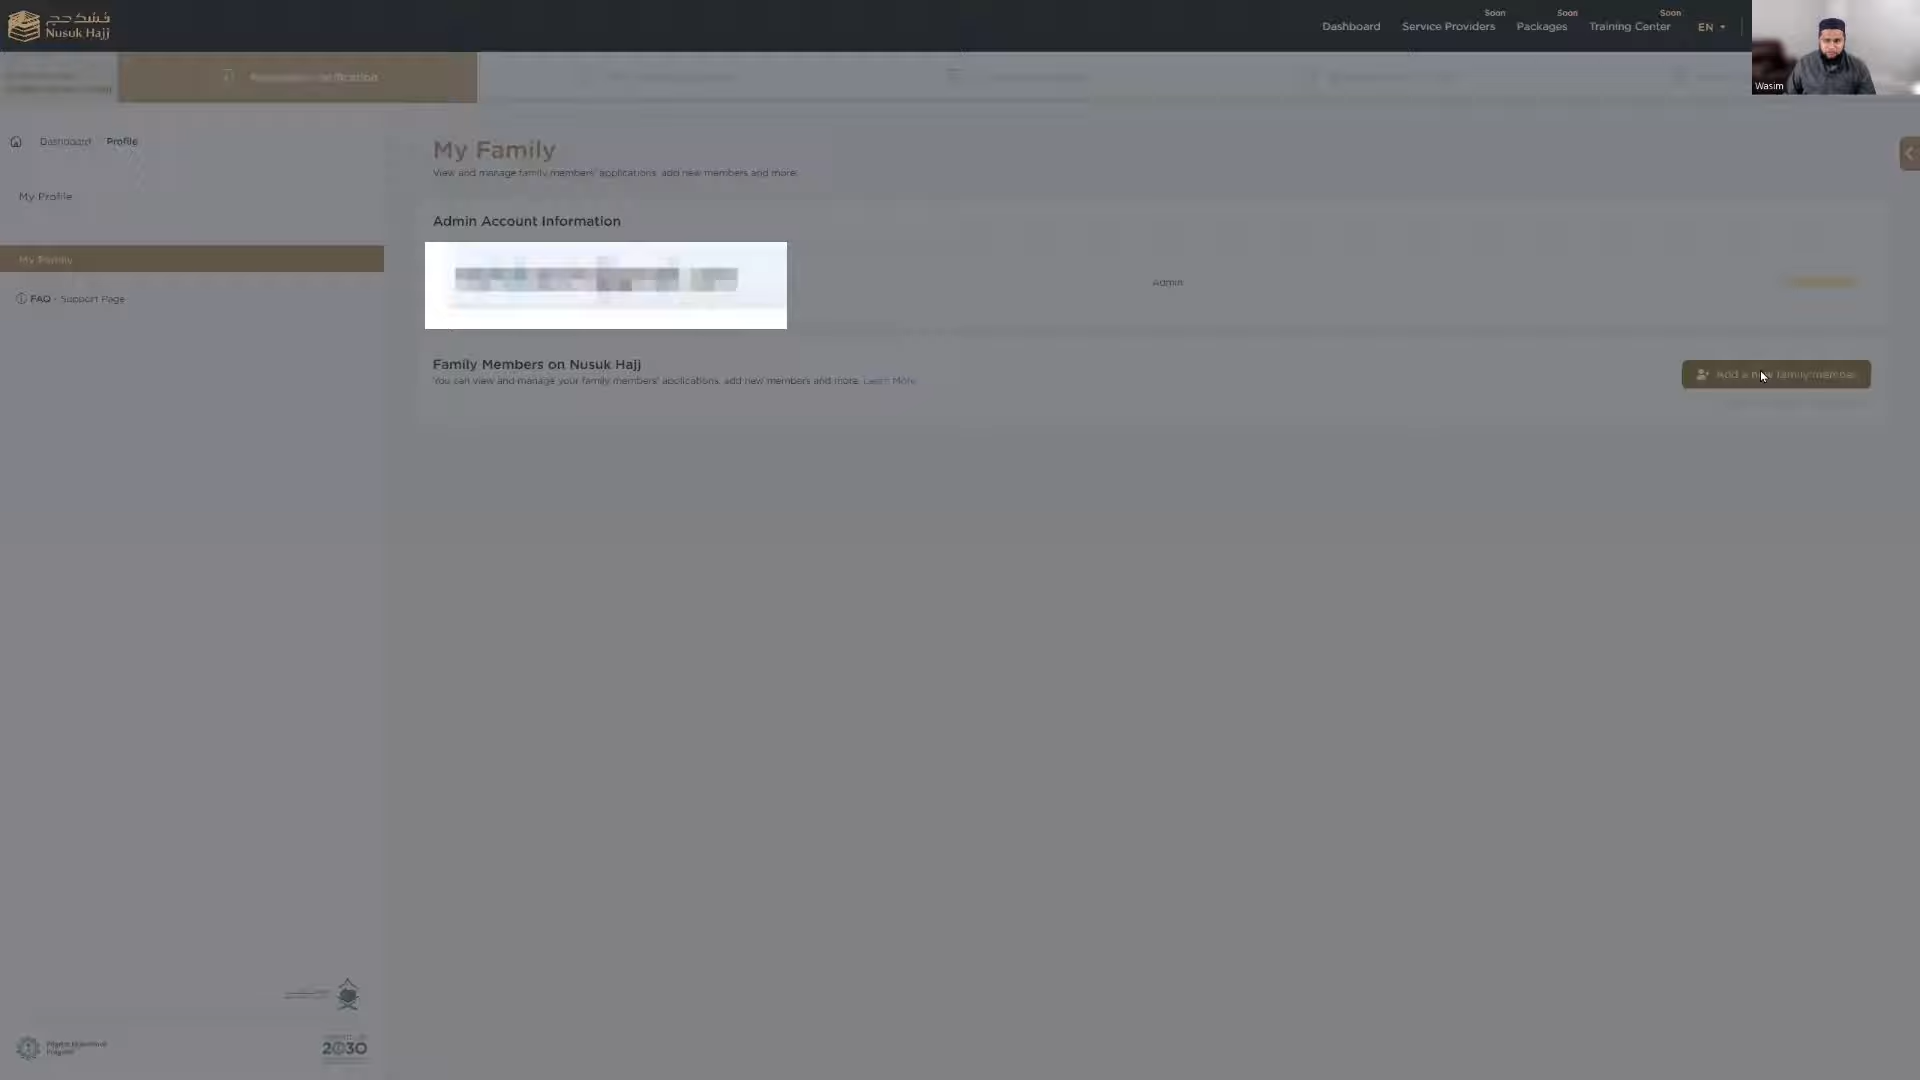 نسك حج
Nusuk Hajj
Dashboard
Soon
Service Providers
Soon
Packages
Soon
Training Center
EN
Wasim
Dashboard
Profile
My Family
View and manage family members' applications, add new members and more.
My Profile
Admin Account Information
My Family
Admin
FAQ - Support Page
Family Members on Nusuk Hajj
You can view and manage your family members' applications, add new members and more. Learn More
Add a new family member
2030